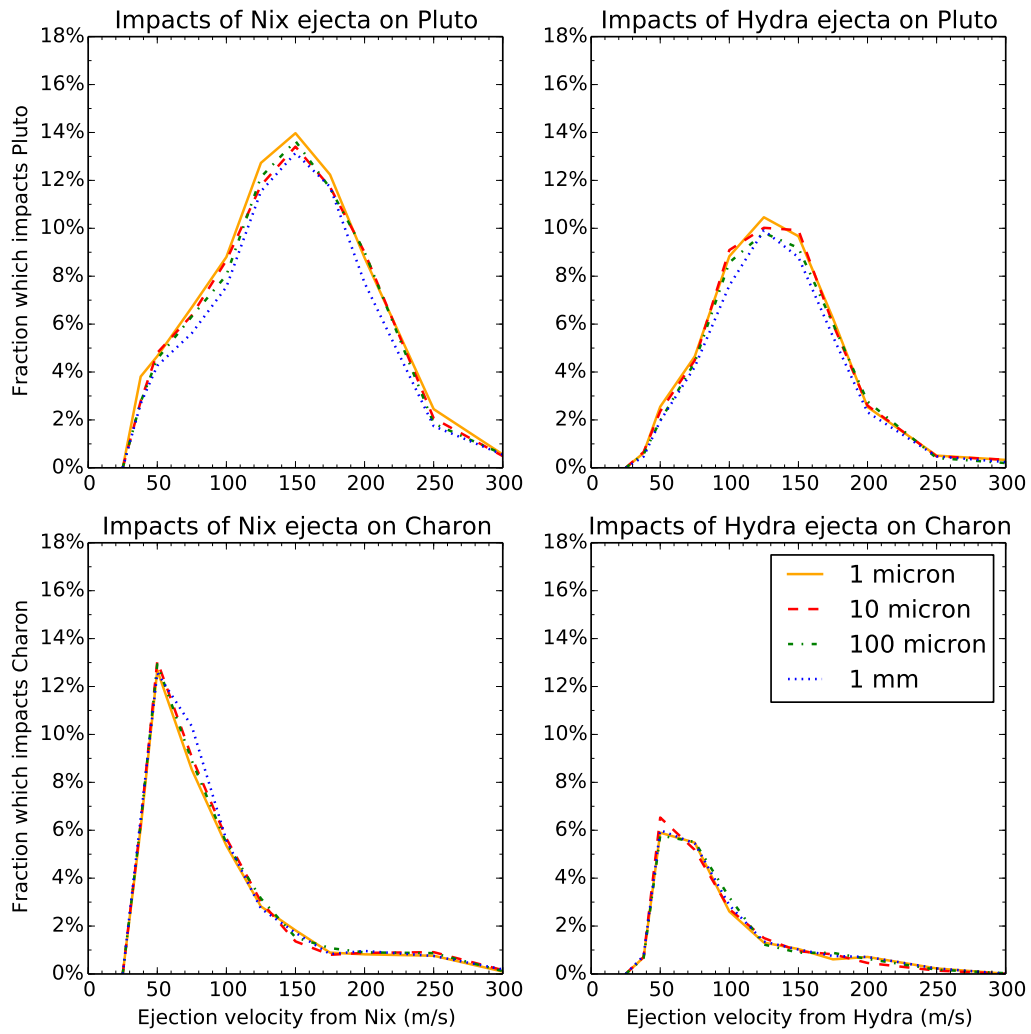 Impacts of Nix ejecta on Pluto
Fraction which impacts Pluto
18%
16%
14%
12%
10%
8%
6%
4%
2%
0%
0 50 100 150 200 250 300
Impacts of Hydra ejecta on Pluto
18%
16%
14%
12%
10%
8%
6%
4%
2%
0%
0 50 100 150 200 250 300
Impacts of Nix ejecta on Charon
Fraction which impacts Charon
18%
16%
14%
12%
10%
8%
6%
4%
2%
0%
0 50 100 150 200 250 300
Ejection velocity from Nix (m/s)
Impacts of Hydra ejecta on Charon
18%
16%
14%
12%
10%
8%
6%
4%
2%
0%
1 micron
10 micron
100 micron
1 mm
0 50 100 150 200 250 300
Ejection velocity from Hydra (m/s)